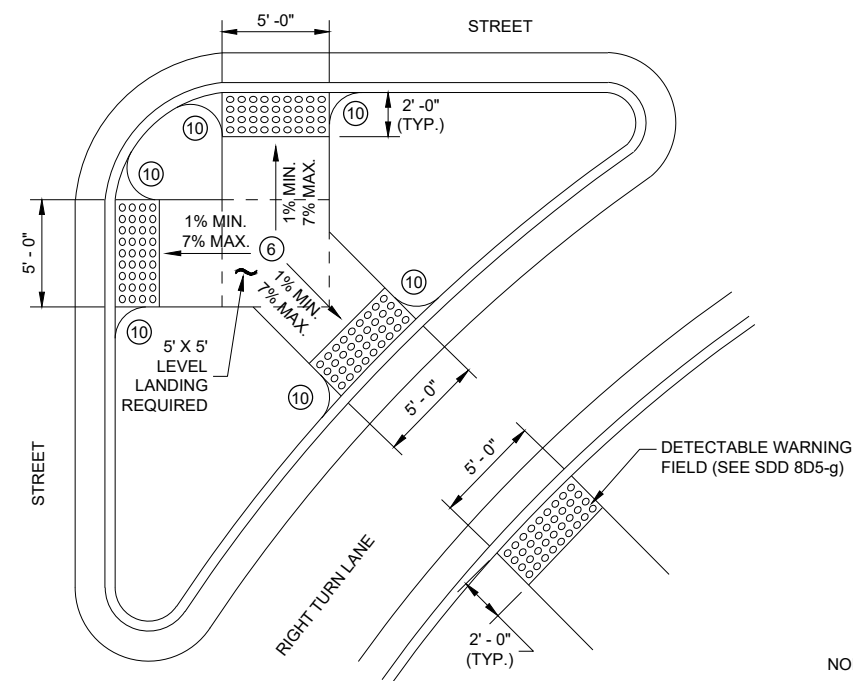 5' -0"
STREET
2' -0"
(TYP.)
10
10
10
1% MIN.
7% MAX.
5' - 0"
1% MIN.
7% MAX.
6
1% MIN.
7% MAX.
10
10
10
5' X 5'
LEVEL
LANDING
REQUIRED
5' - 0"
STREET
5' - 0"
DETECTABLE WARNING
FIELD (SEE SDD 8D5-g)
RIGHT TURN LANE
2' - 0"
(TYP.)
NO